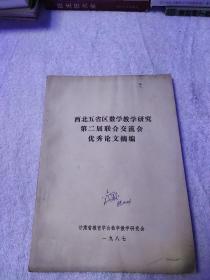 西北五省区数学教学研究
第二届联合交流会
优秀论文摘编
甘肃省教育学会数学教学研究会
一九八七